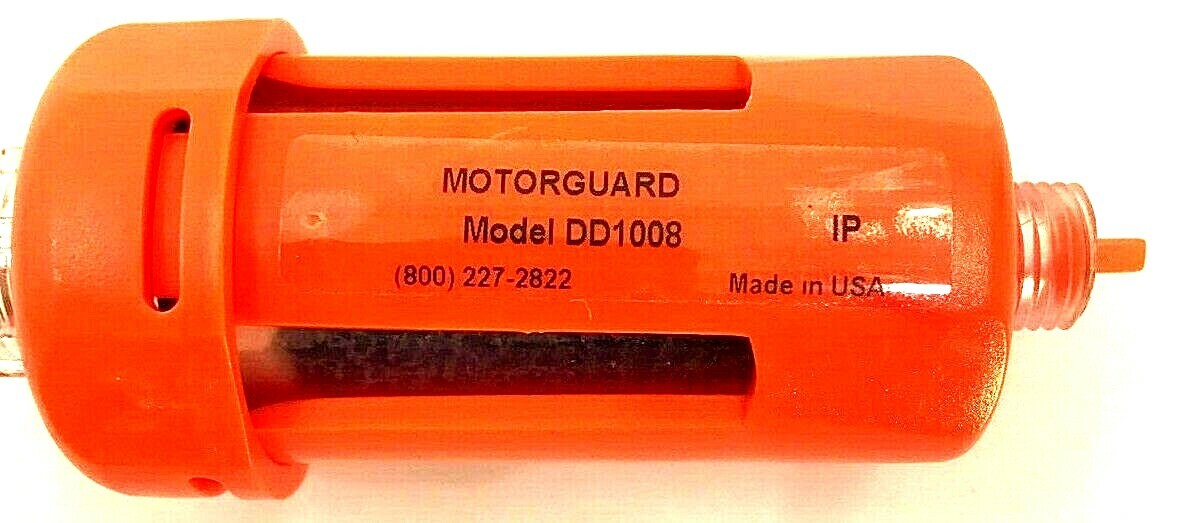 MOTORGUARD
Model DD1008 IP
(800) 227-2822 Made in USA